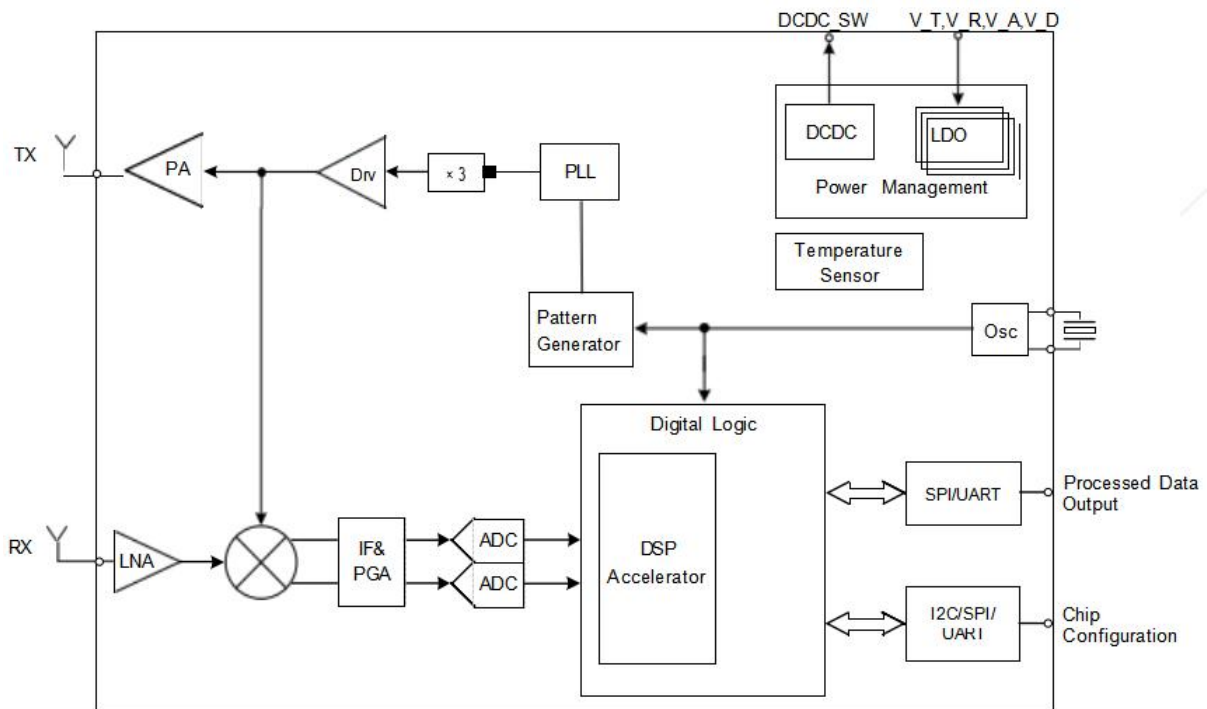 DCDC_SW
V_T,V_R,V_A,V_D
DCDC
LDO
Power Management
TX
PA
Drv
× 3
PLL
Temperature
Sensor
Pattern
Generator
Osc
Digital Logic
DSP
Accelerator
SPI/UART
Processed Data
Output
RX
LNA
IF&
PGA
ADC
ADC
I2C/SPI/
UART
Chip
Configuration